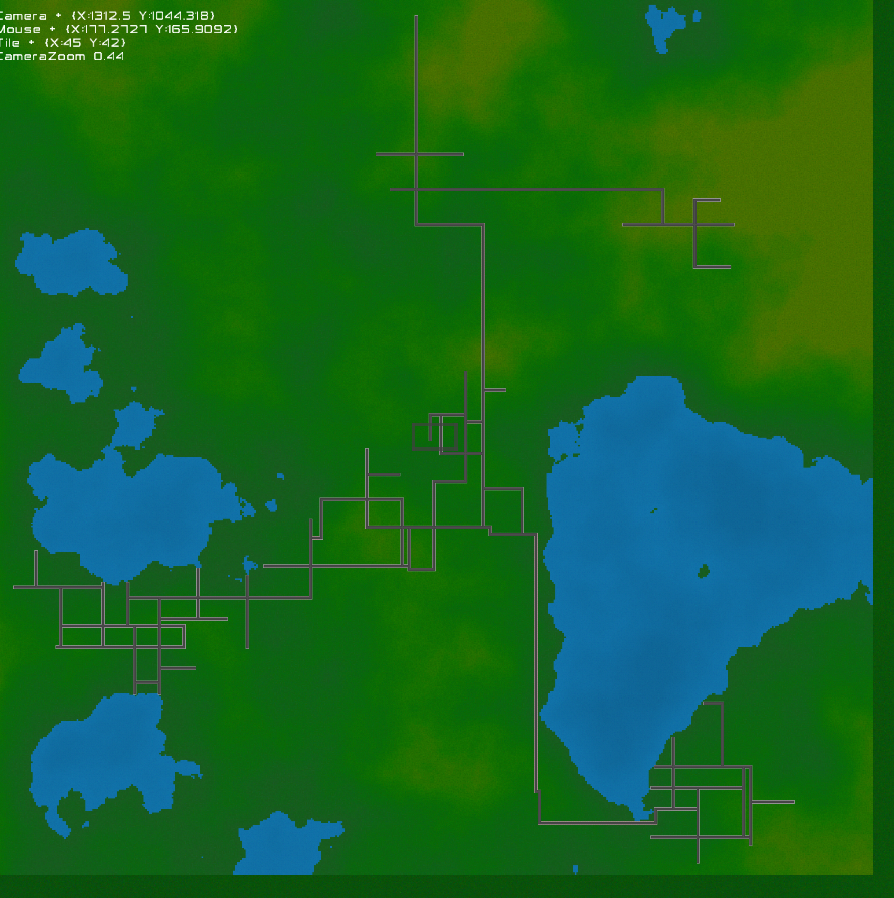 Camera + {X:1312.5 Y:1044.318}
Mouse + {X:177.2727 Y:165.9092}
Tile + {X:45 Y:42}
CameraZoom 0.44